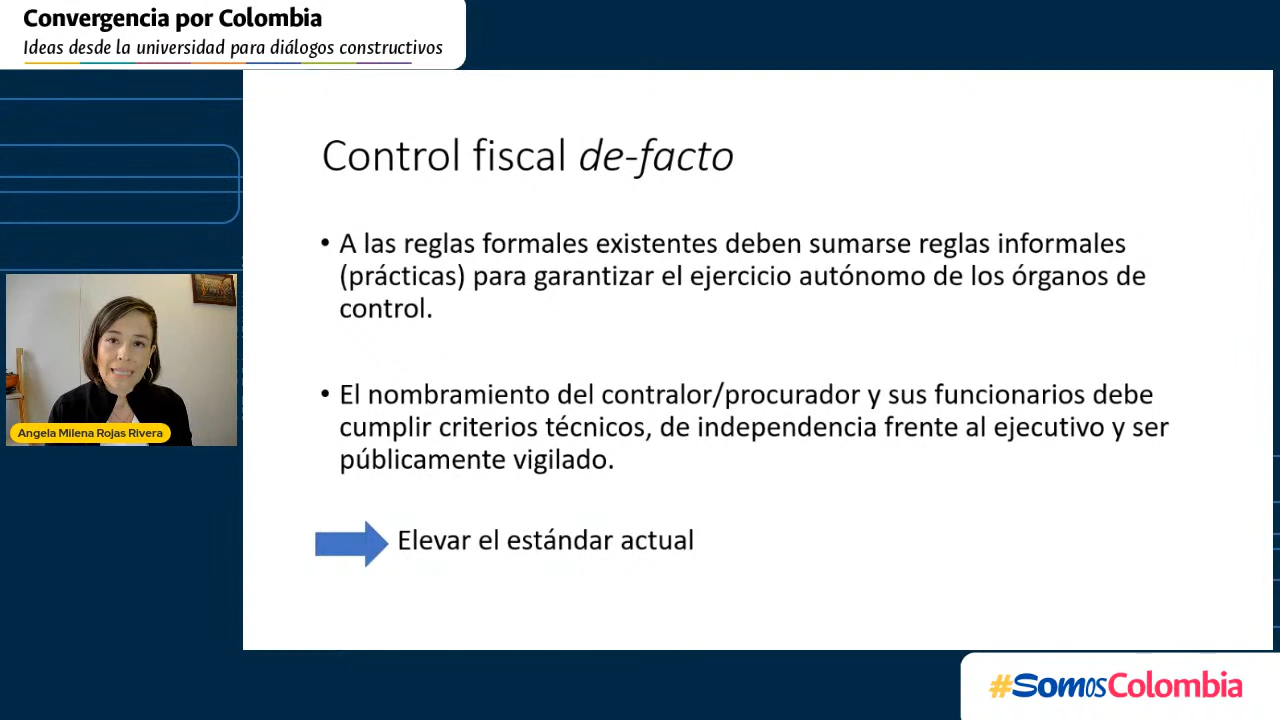 Convergencia por Colombia
Ideas desde la universidad para diálogos constructivos
Control fiscal de-facto
• A las reglas formales existentes deben sumarse reglas informales
(prácticas) para garantizar el ejercicio autónomo de los órganos de
control.
• El nombramiento del contralor/procurador y sus funcionarios debe
cumplir criterios técnicos, de independencia frente al ejecutivo y ser
públicamente vigilado.
Elevar el estándar actual
Angela Milena Rojas Rivera
#SomosColombia